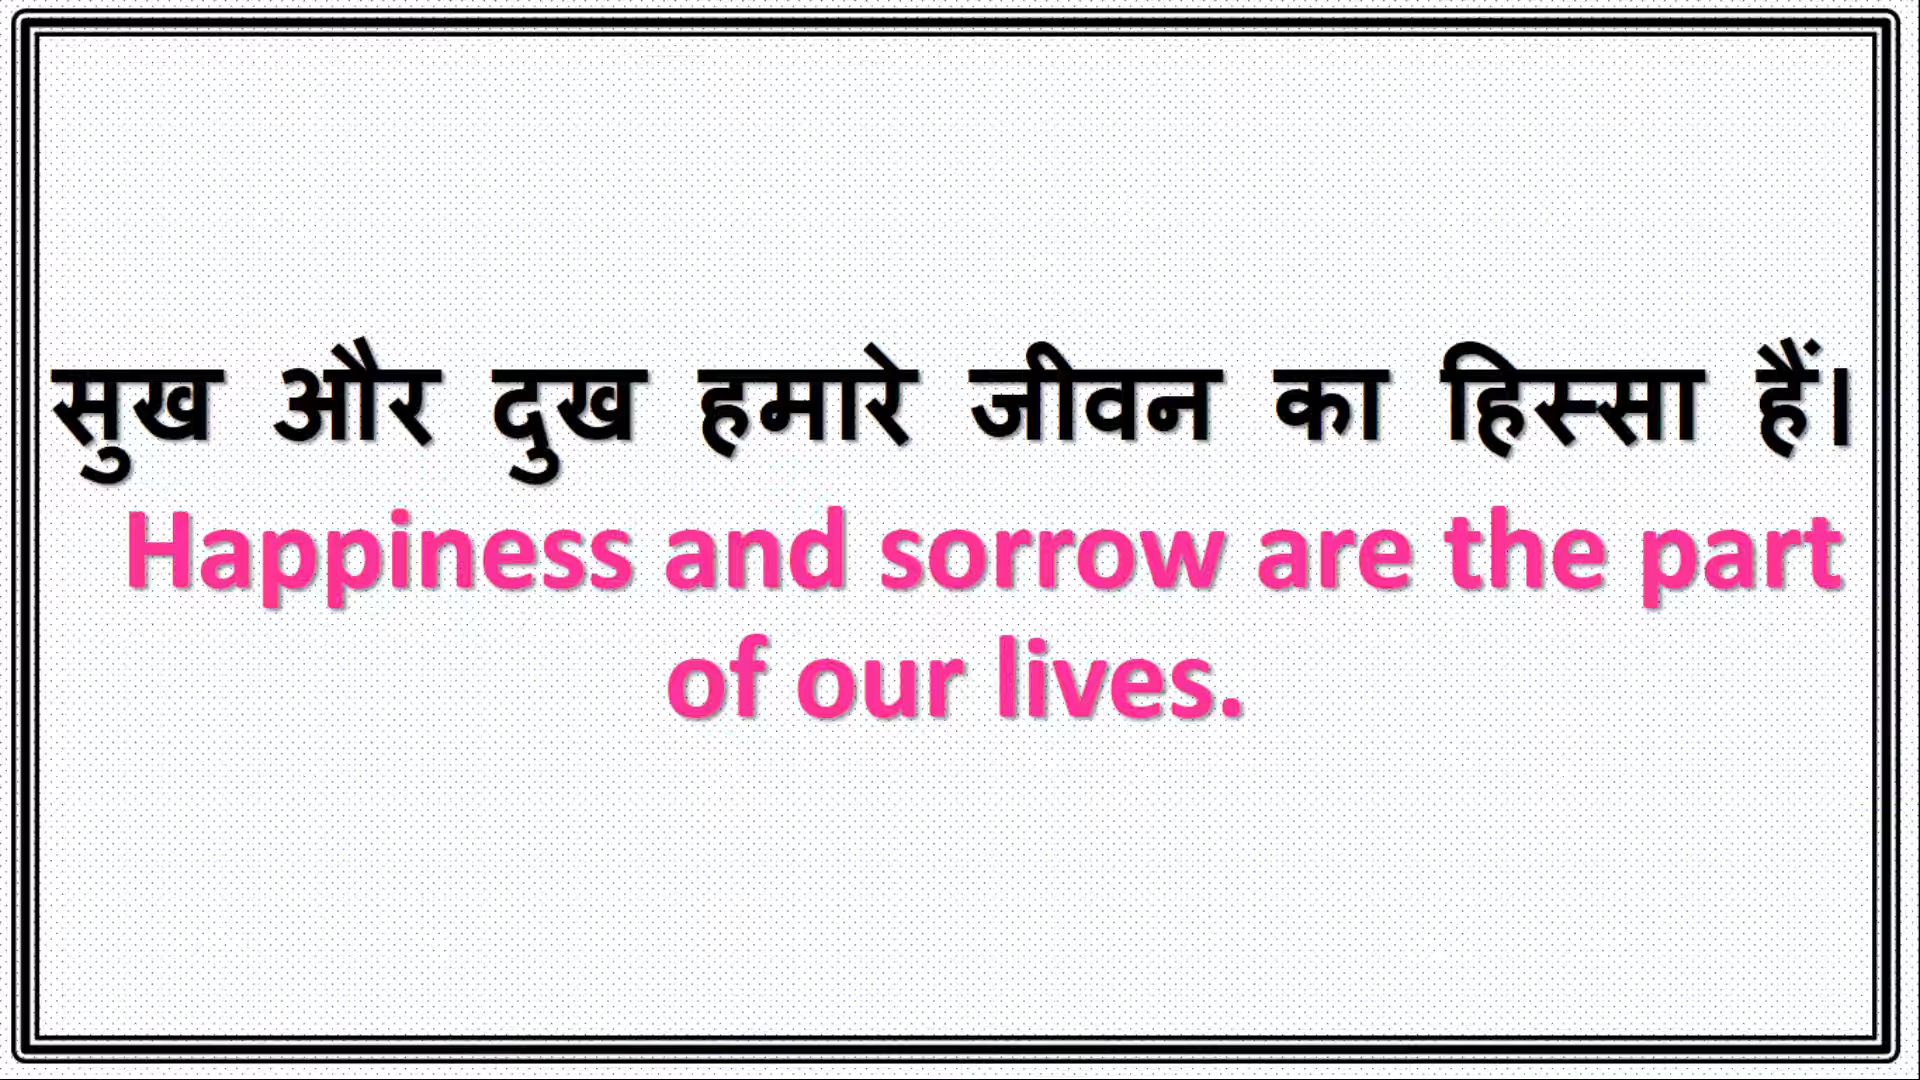 सुख और दुख हमारे जीवन का हिस्सा हैं।
Happiness and sorrow are the part
of our lives.